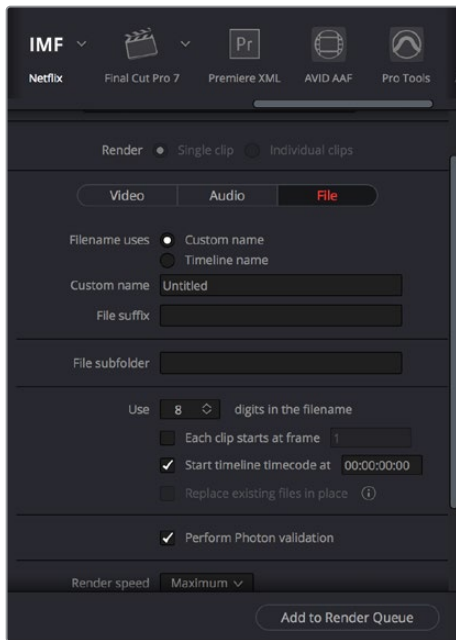 IMF
Pr
Netflix Final Cut Pro 7 Premiere XML AVID AAF Pro Tools
Render Single clip Individual clips
Video Audio File
Filename uses Custom name
Timeline name
Custom name Untitled
File suffix
File subfolder
Use 8 digits in the filename
Each clip starts at frame 1
Start timeline timecode at 00:00:00:00
Replace existing files in place
Perform Photon validation
Render speed Maximum
Add to Render Queue